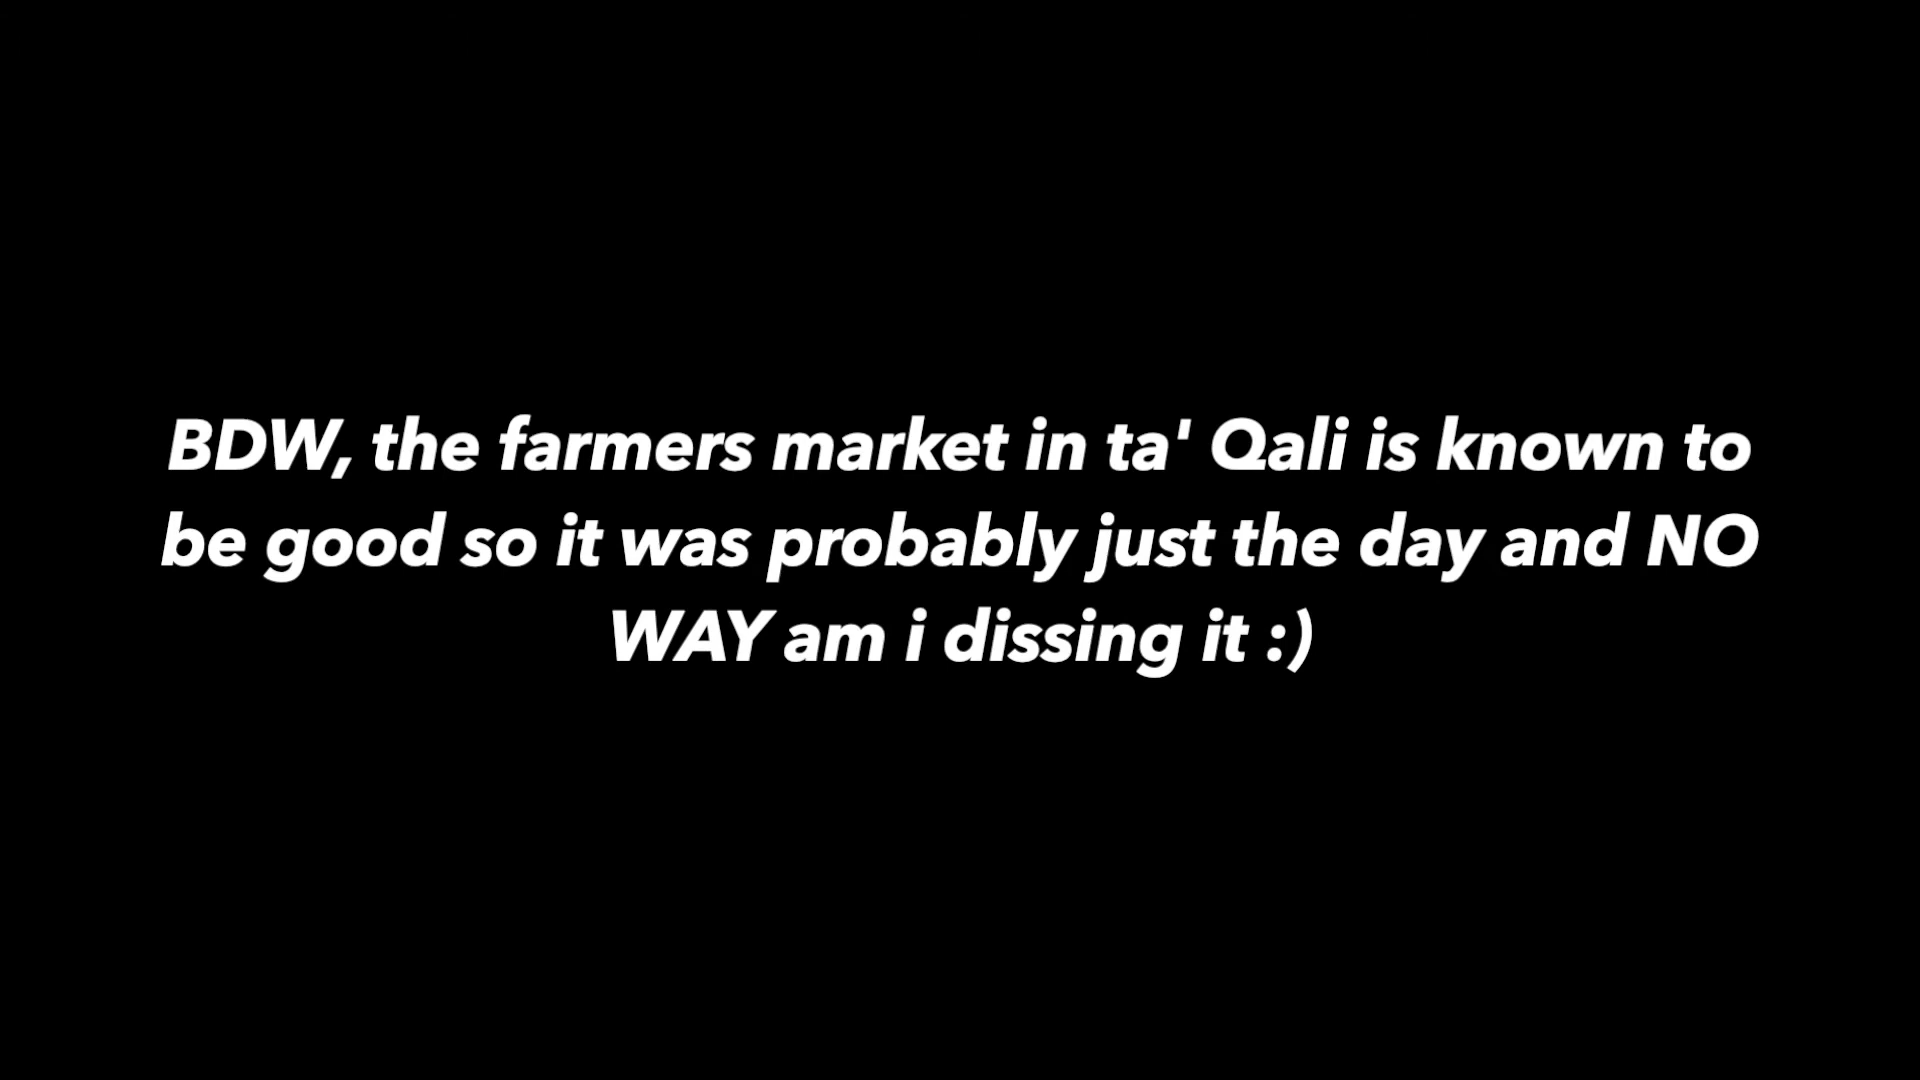 BDW, the farmers market in ta' Qali is known to
be good so it was probably just the day and NO
WAY am i dissing it :)